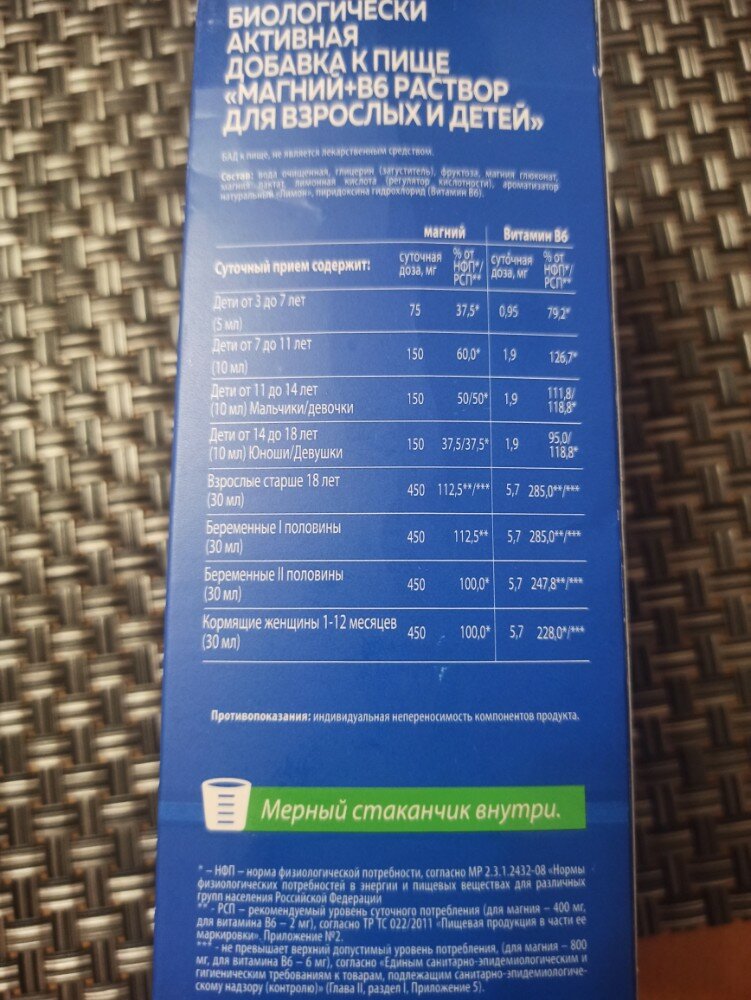 БИОЛОГИЧЕСКИ
АКТИВНАЯ
ДОБАВКА К ПИЩЕ
«МАГНИЙ+В6 РАСТВОР
ДЛЯ ВЗРОСЛЫХ И ДЕТЕЙ»
БАД к пище, не является лекарственным средством.
Состав: вода очищенная, глицерин (загуститель), фруктоза, магния глюконат,
магния лактат, лимонная кислота (регулятор кислотности), ароматизатор
натуральный «Лимон», пиридоксина гидрохлорид (Витамин В6).
магний Витамин В6
Суточный прием содержит: суточная доза, мг % от НФП*/ РСП** суточная доза, мг % от НФП*/ РСП**
Дети от 3 до 7 лет
(5 мл) 75 37,5* 0,95 79,2*
Дети от 7 до 11 лет
(10 мл) 150 60,0* 1,9 126,7*
Дети от 11 до 14 лет
(10 мл) Мальчики/девочки 150 50/50* 1,9 111,8/ 118,8*
Дети от 14 до 18 лет
(10 мл) Юноши/Девушки 150 37,5/37,5* 1,9 95,0/ 118,8*
Взрослые старше 18 лет
(30 мл) 450 112,5**/*** 5,7 285,0**/***
Беременные I половины
(30 мл) 450 112,5** 5,7 285,0**/***
Беременные II половины
(30 мл) 450 100,0* 5,7 247,8**/***
Кормящие женщины 1-12 месяцев
(30 мл) 450 100,0* 5,7 228,0*/***
Противопоказания: индивидуальная непереносимость компонентов продукта.
Мерный стаканчик внутри.
* – НФП – норма физиологической потребности, согласно МР 2.3.1.2432-08 «Нормы
физиологических потребностей в энергии и пищевых веществах для различных
групп населения Российской Федерации
** - РСП – рекомендуемый уровень суточного потребления (для магния – 400 мг,
для витамина В6 – 2 мг), согласно ТР ТС 022/2011 «Пищевая продукция в части ее
маркировки». Приложение №2.
*** - не превышает верхний допустимый уровень потребления, (для магния – 800
мг, для витамина В6 – 6 мг), согласно «Единым санитарно-эпидемиологическим и
гигиеническим требованиям к товарам, подлежащим санитарно-эпидемиологиче-
скому надзору (контролю)» (Глава II, раздел I, Приложение 5).